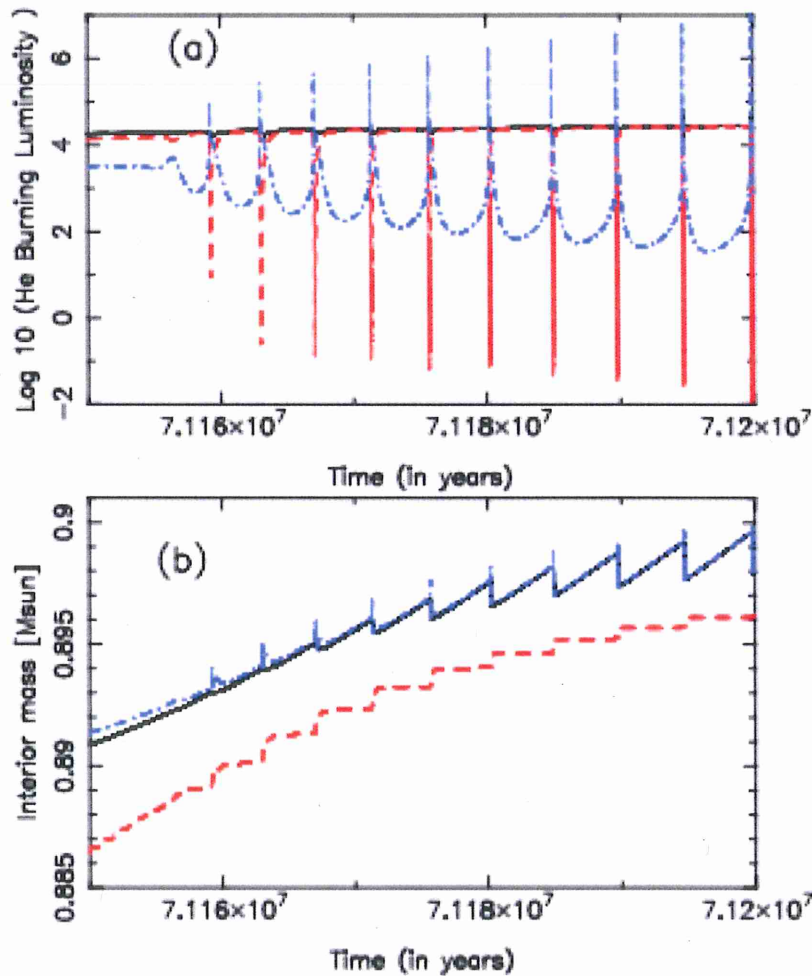 (a)
Log 10 (He Burning Luminosity )
6
4
2
0
−2
7.116×10⁷
7.118×10⁷
7.12×10⁷
Time (in years)
(b)
Interior mass [Msun]
0.9
0.895
0.89
0.885
7.116×10⁷
7.118×10⁷
7.12×10⁷
Time (in years)